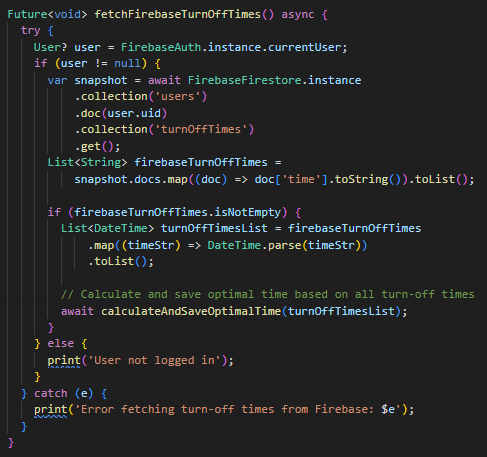 Future<void> fetchFirebaseTurnOffTimes() async {
  try {
    User? user = FirebaseAuth.instance.currentUser;
    if (user != null) {
      var snapshot = await FirebaseFirestore.instance
          .collection('users')
          .doc(user.uid)
          .collection('turnOffTimes')
          .get();
      List<String> firebaseTurnOffTimes =
          snapshot.docs.map((doc) => doc['time'].toString()).toList();

      if (firebaseTurnOffTimes.isNotEmpty) {
        List<DateTime> turnOffTimesList = firebaseTurnOffTimes
            .map((timeStr) => DateTime.parse(timeStr))
            .toList();

        // Calculate and save optimal time based on all turn-off times
        await calculateAndSaveOptimalTime(turnOffTimesList);
      }
    } else {
      print('User not logged in');
    }
  } catch (e) {
    print('Error fetching turn-off times from Firebase: $e');
  }
}